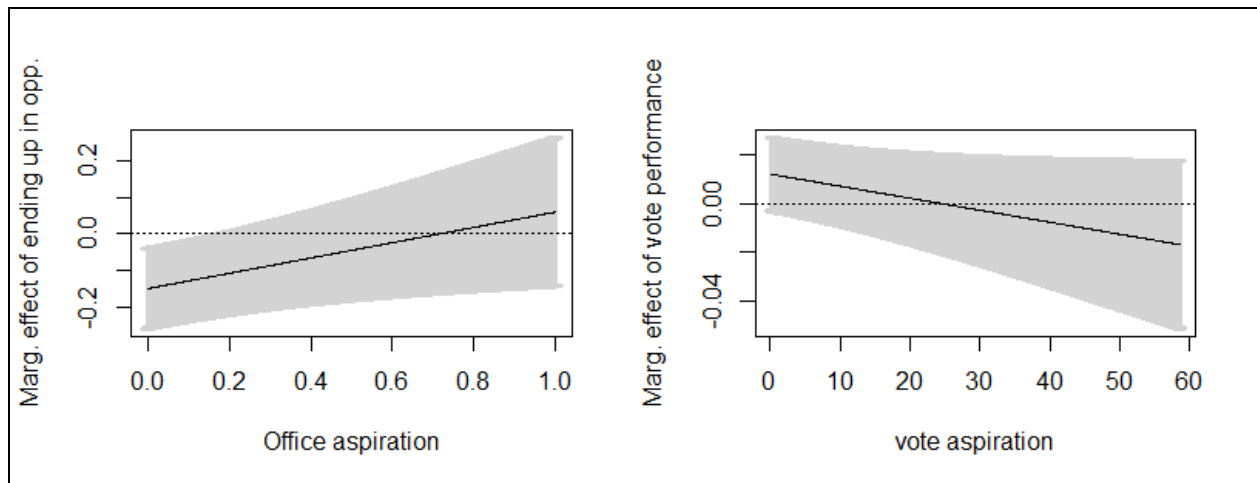 Marg. effect of ending up in opp.
0.2
0.0
-0.2
0.0 0.2 0.4 0.6 0.8 1.0
Office aspiration
Marg. effect of vote performance
0.00
-0.04
0 10 20 30 40 50 60
vote aspiration